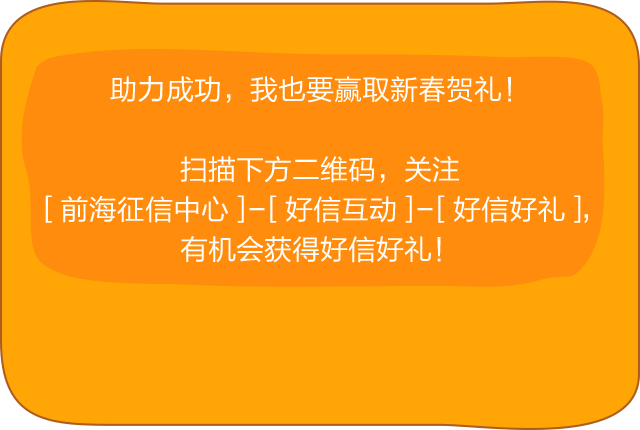 助力成功，我也要赢取新春贺礼！
扫描下方二维码，关注
[ 前海征信中心 ]-[ 好信互动 ]-[ 好信好礼 ],
有机会获得好信好礼！